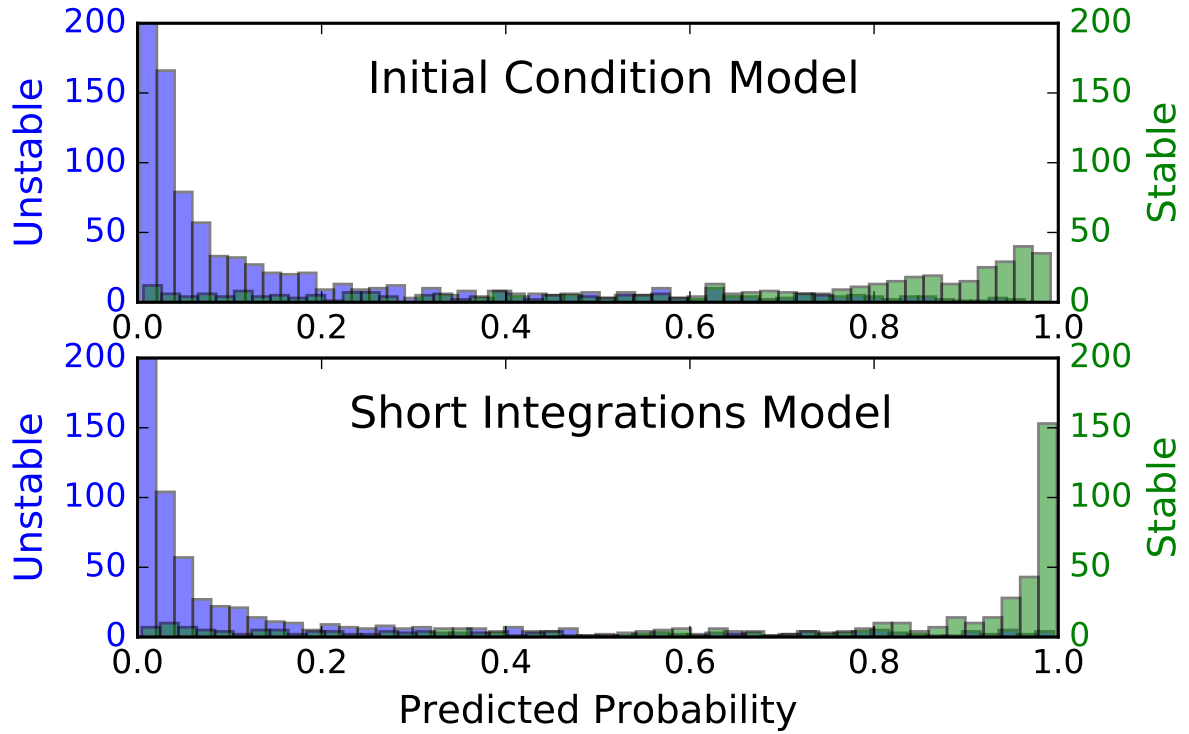 Initial Condition Model
Unstable
Stable
200 200
150 150
100 100
50 50
0 0
0.0 0.2 0.4 0.6 0.8 1.0
Short Integrations Model
Unstable
Stable
200 200
150 150
100 100
50 50
0 0
0.0 0.2 0.4 0.6 0.8 1.0
Predicted Probability